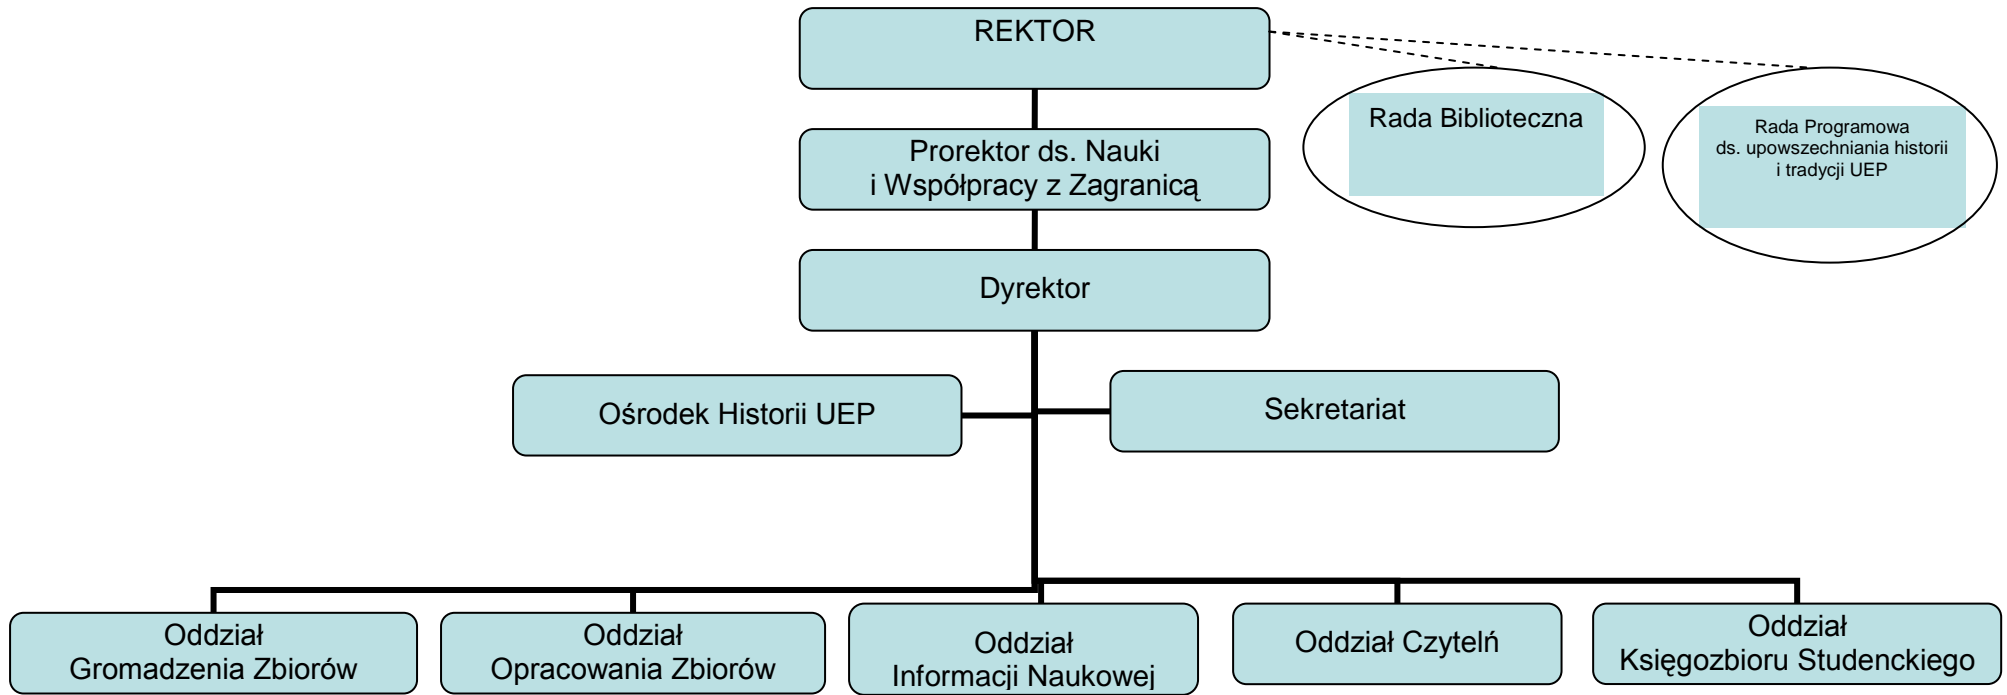 REKTOR
Rada Biblioteczna
Rada Programowa
ds. upowszechniania historii
i tradycji UEP
Prorektor ds. Nauki
i Współpracy z Zagranicą
Dyrektor
Ośrodek Historii UEP
Sekretariat
Oddział
Gromadzenia Zbiorów
Oddział
Opracowania Zbiorów
Oddział
Informacji Naukowej
Oddział Czytelń
Oddział
Księgozbioru Studenckiego